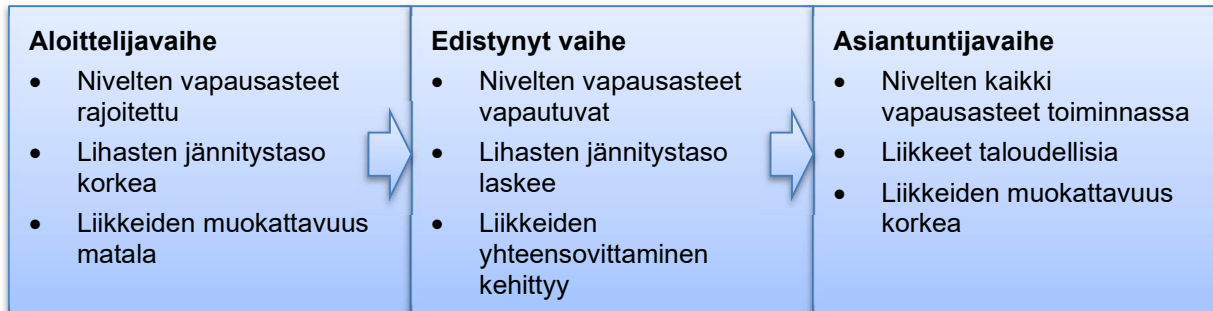 Aloittelijavaihe
• Nivelten vapausasteet
rajoitettu
• Lihasten jännitystaso
korkea
• Liikkeiden muokattavuus
matala
Edistynyt vaihe
• Nivelten vapausasteet
vapautuvat
• Lihasten jännitystaso
laskee
• Liikkeiden
yhteensovittaminen
kehittyy
Asiantuntijavaihe
• Nivelten kaikki
vapausasteet toiminnassa
• Liikkeet taloudellisia
• Liikkeiden muokattavuus
korkea